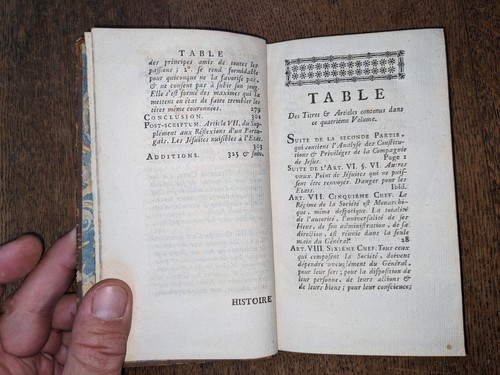 TABLE
des principes amie de toutes les
passions; 2° se rend formidable
pour quiconque ne la favorise pas,
& ne consent pas à subir son joug.
Elle s'est formé des maximes qui la
mettent en état de faire trembler les
têtes même couronnées. 279
CONCLUSION. 301
POST-SCRIPTUM. Article VII, du Sup-
plément aux Réflexions d'un Portu-
gais. Les Jésuites nuisibles à l'Etat.
303
ADDITIONS. 325 & suiv.
HISTOIRE
TABLE
Des Titres & Articles contenus dans
ce quatrieme Volume.
SUITE DE LA SECONDE PARTIE,
qui contient l'Analyse des Constitu-
tions & Priviléges de la Compagnie
de Jesus. Page 1
SUITE DE L'ART. VI. §. VI. Autres
vœux. Point de Jésuites qui ne puis-
sent être renvoyés. Danger pour les
Etats. Ibid.
ART. VII. CINQUIÈME CHEF. Le
Régime de la Société est Monarchi-
que, même despotique. La totalité
de l'autorité, l'universalité de ses
biens, de son administration, de sa
direction, est réunie dans la seule
main du Général. 28
ART. VIII. SIXIÈME CHEF. Tous ceux
qui composent la Société, doivent
dépendre aveuglément du Général,
pour leur sort; pour la disposition de
leur personne, de leurs actions &
de leurs biens; pour leur conscience;